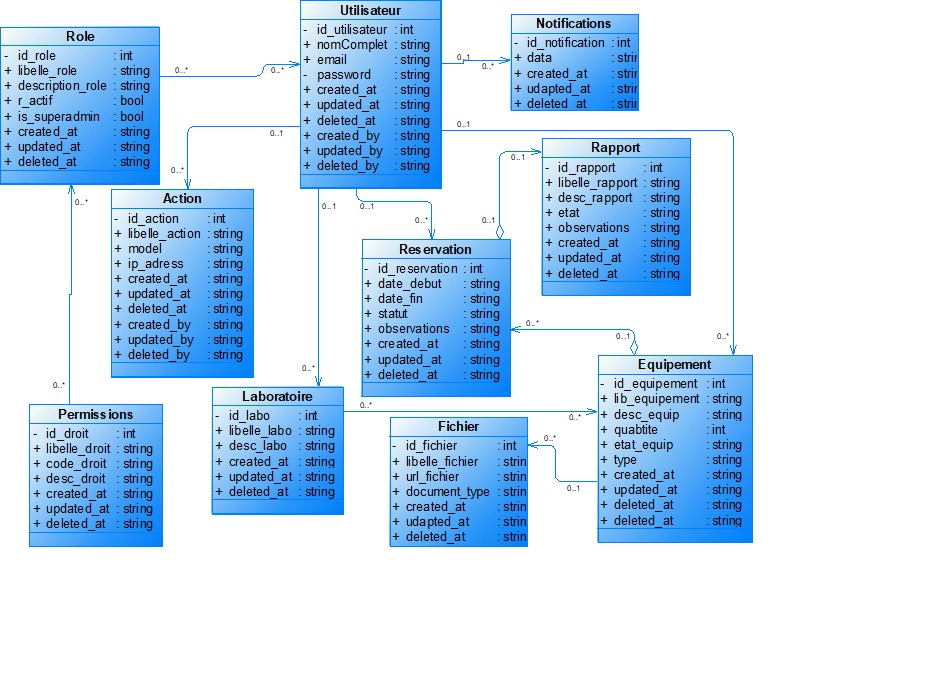 Role
- id_role : int
+ libelle_role : string
+ description_role : string
+ r_actif : bool
+ is_superadmin : bool
+ created_at : string
+ updated_at : string
+ deleted_at : string
Utilisateur
- id_utilisateur : int
+ nomComplet : string
+ email : string
- password : string
+ created_at : string
+ updated_at : string
+ deleted_at : string
+ created_by : string
+ updated_by : string
+ deleted_by : string
Notifications
- id_notification : int
+ data : strir
+ created_at : strir
+ udapted_at : strir
+ deleted_at : strir
0..*
0..*
0..1
0..*
0..1
0..*
0..1
0..*
Rapport
- id_rapport : int
+ libelle_rapport : string
+ desc_rapport : string
+ etat : string
+ observations : string
+ created_at : string
+ updated_at : string
+ deleted_at : string
0..1
0..1
Action
- id_action : int
+ libelle_action : string
+ model : string
+ ip_adress : string
+ created_at : string
+ updated_at : string
+ deleted_at : string
+ created_by : string
+ updated_by : string
+ deleted_by : string
0..*
0..*
0..1
0..*
0..1
0..*
Reservation
- id_reservation : int
+ date_debut : string
+ date_fin : string
+ statut : string
+ observations : string
+ created_at : string
+ updated_at : string
+ deleted_at : string
0..*
0..1
Equipement
- id_equipement : int
+ lib_equipement : string
+ desc_equip : string
+ quabtite : int
+ etat_equip : string
+ type : string
+ created_at : string
+ updated_at : string
+ deleted_at : string
+ deleted_at : string
Laboratoire
- id_labo : int
+ libelle_labo : string
+ desc_labo : string
+ created_at : string
+ updated_at : string
+ deleted_at : string
0..*
0..*
Permissions
- id_droit : int
+ libelle_droit : string
+ code_droit : string
+ desc_droit : string
+ created_at : string
+ updated_at : string
+ deleted_at : string
Fichier
- id_fichier : int
+ libelle_fichier : strin
+ url_fichier : strin
+ document_type : strin
+ created_at : strin
+ udapted_at : strin
+ deleted_at : strin
0..*
0..1